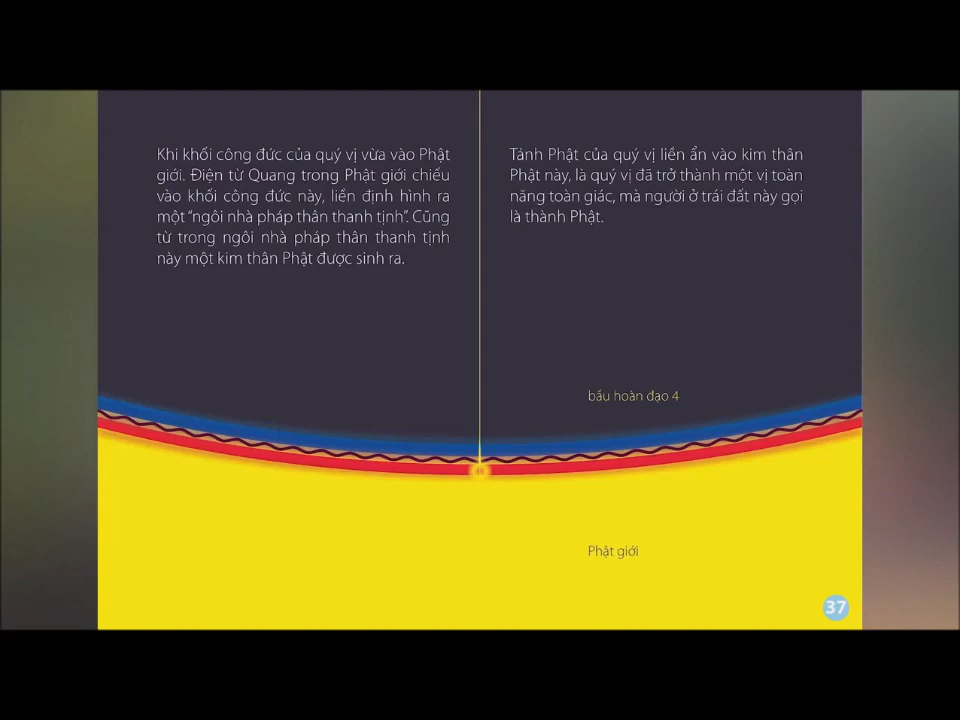 Khi khối công đức của quý vị vừa vào Phật
giới. Điện từ Quang trong Phật giới chiếu
vào khối công đức này, liền định hình ra
một “ngôi nhà pháp thân thanh tịnh”. Cũng
từ trong ngôi nhà pháp thân thanh tịnh
này một kim thân Phật được sinh ra.
Tánh Phật của quý vị liền ẩn vào kim thân
Phật này, là quý vị đã trở thành một vị toàn
năng toàn giác, mà người ở trái đất này gọi
là thành Phật.
bầu hoàn đạo 4
Phật giới
37